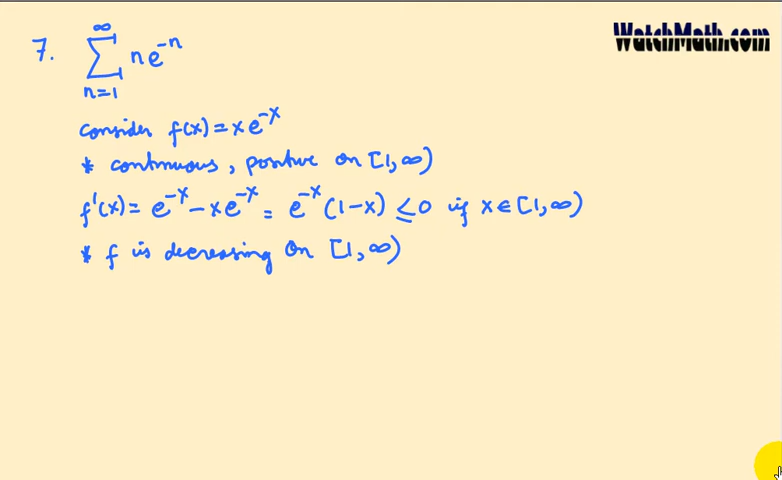 WatchMath.com
7. ∞ Σ n=1 ne^-n
consider f(x) = x e^-x
* continuous, positive on [1, ∞)
f'(x) = e^-x - xe^-x = e^-x (1-x) ≤ 0 if x ∈ [1, ∞)
* f is decreasing on [1, ∞)